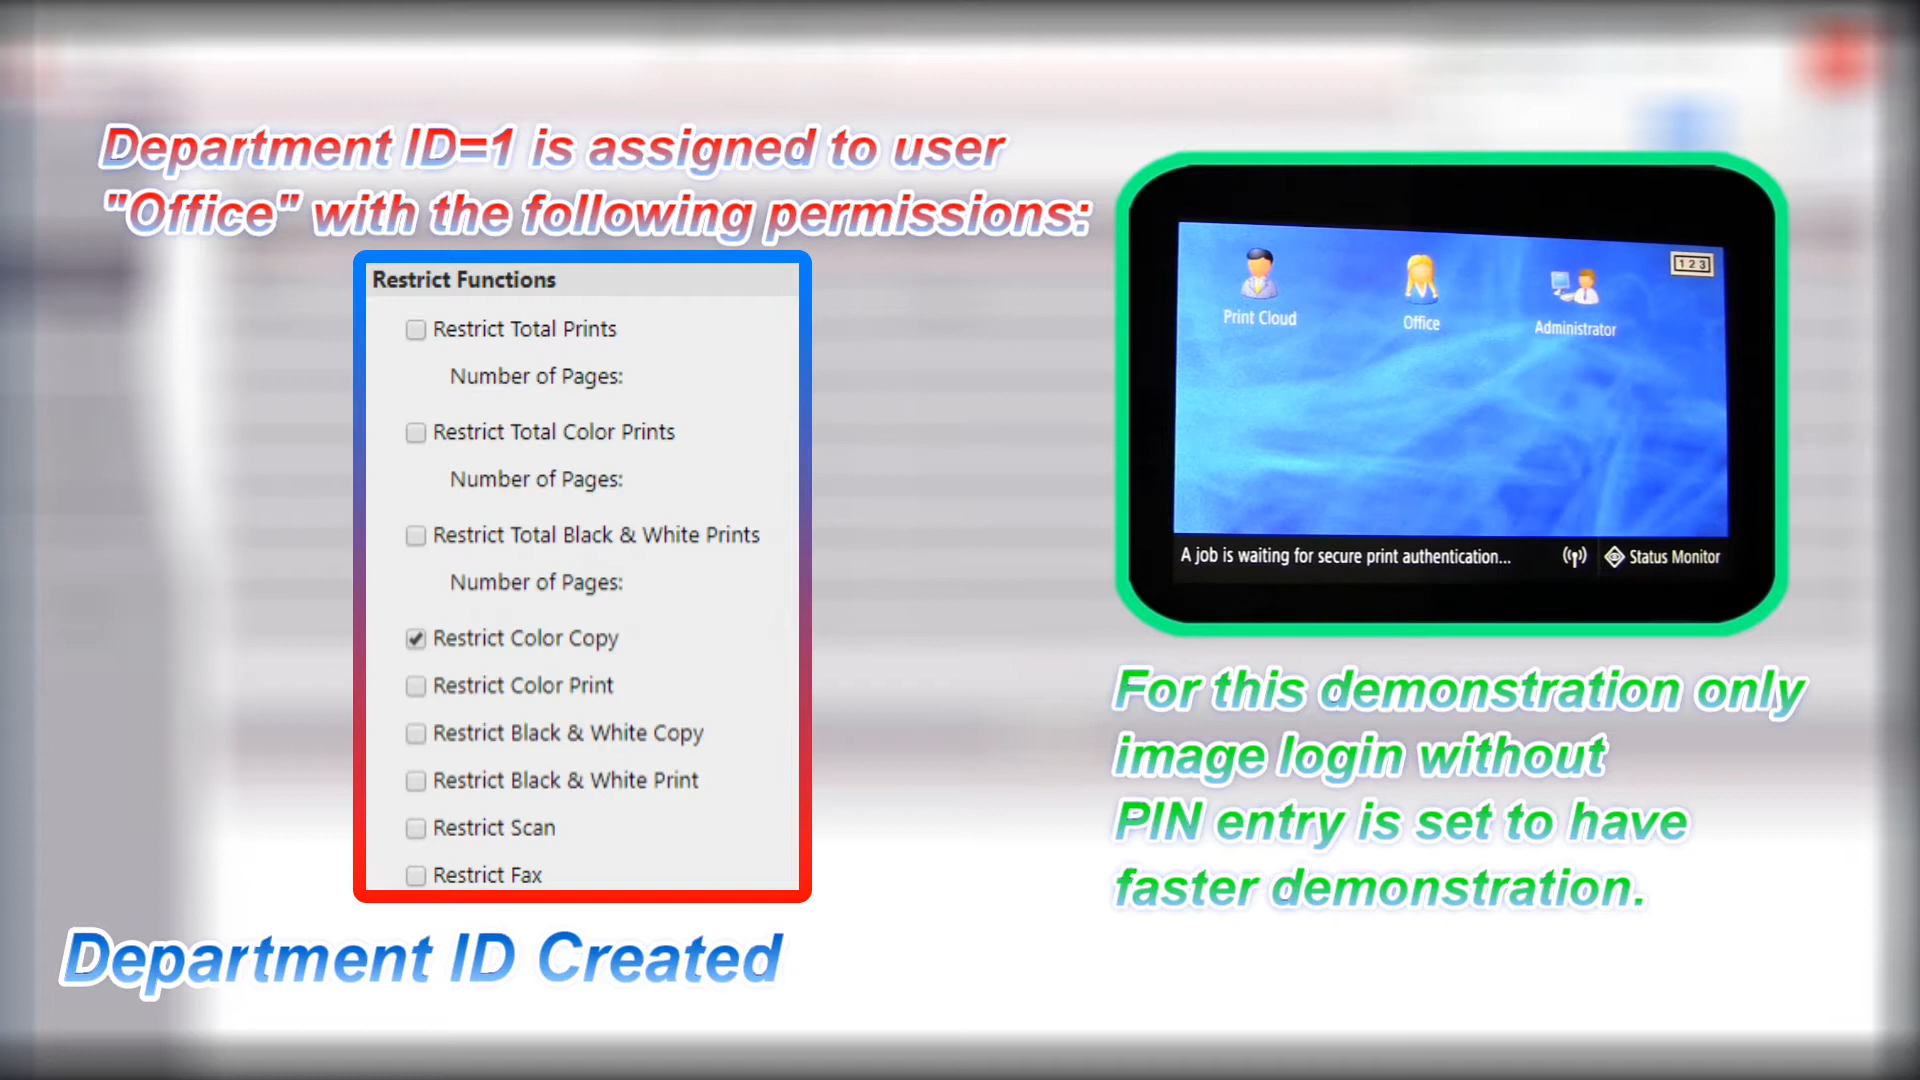 Department ID=1 is assigned to user
"Office" with the following permissions:
Restrict Functions
Restrict Total Prints
Number of Pages:
Restrict Total Color Prints
Number of Pages:
Restrict Total Black & White Prints
Number of Pages:
Restrict Color Copy
Restrict Color Print
Restrict Black & White Copy
Restrict Black & White Print
Restrict Scan
Restrict Fax
Department ID Created
123
Print Cloud
Office
Administrator
A job is waiting for secure print authentication...
Status Monitor
For this demonstration only
image login without
PIN entry is set to have
faster demonstration.